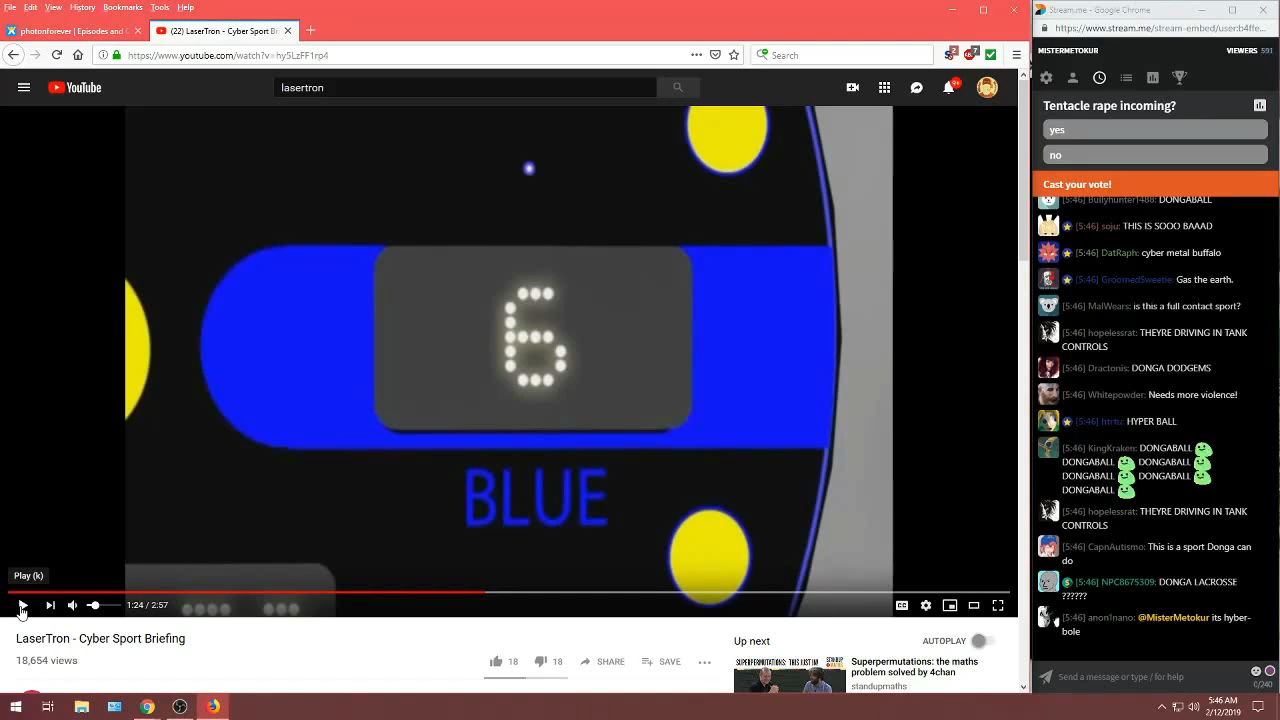 File Edit View History Bookmarks Tools Help
photonforever | Episodes and
(22) LaserTron - Cyber Sport Br
https://www.youtube.com/watch?v=hy5LzFF1rp4
Search
2
7
YouTube
lasertron
9+
6
BLUE
Play (k)
1:24 / 2:57
LaserTron - Cyber Sport Briefing
18,654 views
18
18
SHARE
SAVE
Up next
AUTOPLAY
SUPERPERMUTATIONS: THIS JUST IN!
Superpermutations: the maths
problem solved by 4chan
standupmaths
Stream.me - Google Chrome
https://www.stream.me/stream-embed/user:b4ffe...
MISTERMETOKUR
VIEWERS 591
Tentacle rape incoming?
yes
no
Cast your vote!
[5:46] Bullyhunter1488: DONGABALL
[5:46] soju: THIS IS SOOO BAAAD
[5:46] DatRaph: cyber metal buffalo
[5:46] GroomedSweetie: Gas the earth.
[5:46] MalWears: is this a full contact sport?
[5:46] hopelessrat: THEYRE DRIVING IN TANK
CONTROLS
[5:46] Dractonis: DONGA DODGEMS
[5:46] Whitepowder: Needs more violence!
[5:46] htrtu: HYPER BALL
[5:46] KingKraken: DONGABALL
DONGABALL DONGABALL
DONGABALL DONGABALL
DONGABALL
[5:46] hopelessrat: THEYRE DRIVING IN TANK
CONTROLS
[5:46] CapnAutismo: This is a sport Donga can
do
[5:46] NPC8675309: DONGA LACROSSE
??????
[5:46] anon1nano: @MisterMetokur its hyber-
bole
Send a message or type / for help
0/240
5:46 AM
2/12/2019